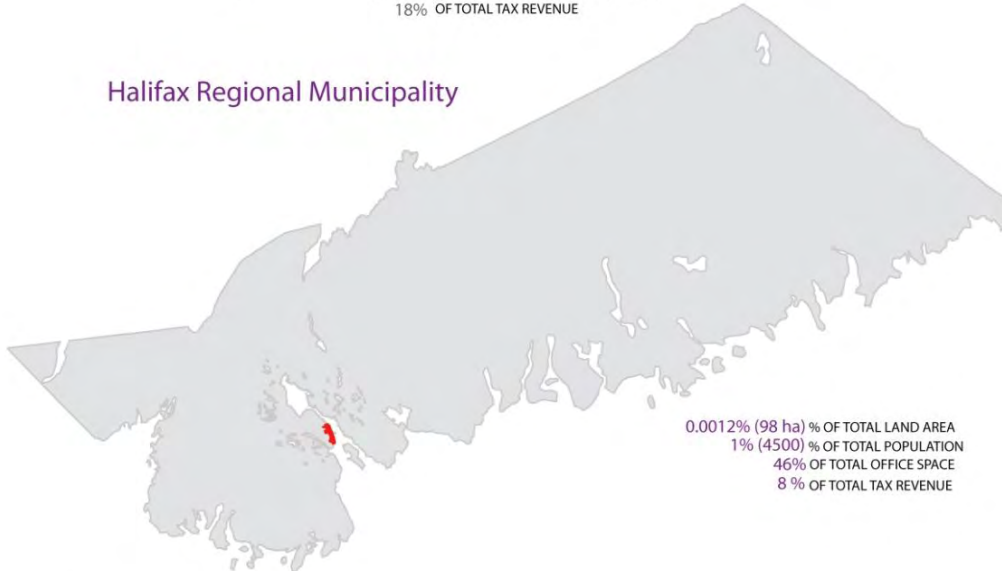 18% OF TOTAL TAX REVENUE
Halifax Regional Municipality
0.0012% (98 ha) % OF TOTAL LAND AREA
1% (4500) % OF TOTAL POPULATION
46% OF TOTAL OFFICE SPACE
8 % OF TOTAL TAX REVENUE